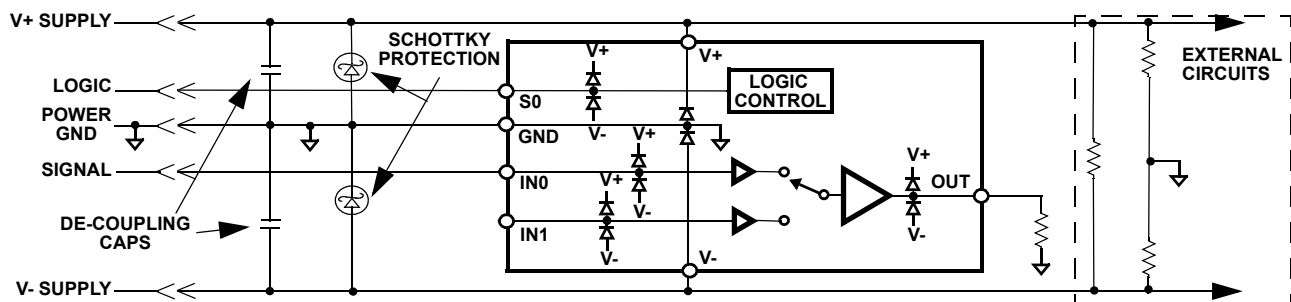 V+ SUPPLY
LOGIC
POWER
GND
SIGNAL
DE-COUPLING
CAPS
V- SUPPLY
SCHOTTKY
PROTECTION
V+
V+
LOGIC
CONTROL
S0
V-
GND
V+
IN0
V+
V-
IN1
V-
V+
OUT
V-
V-
EXTERNAL
CIRCUITS